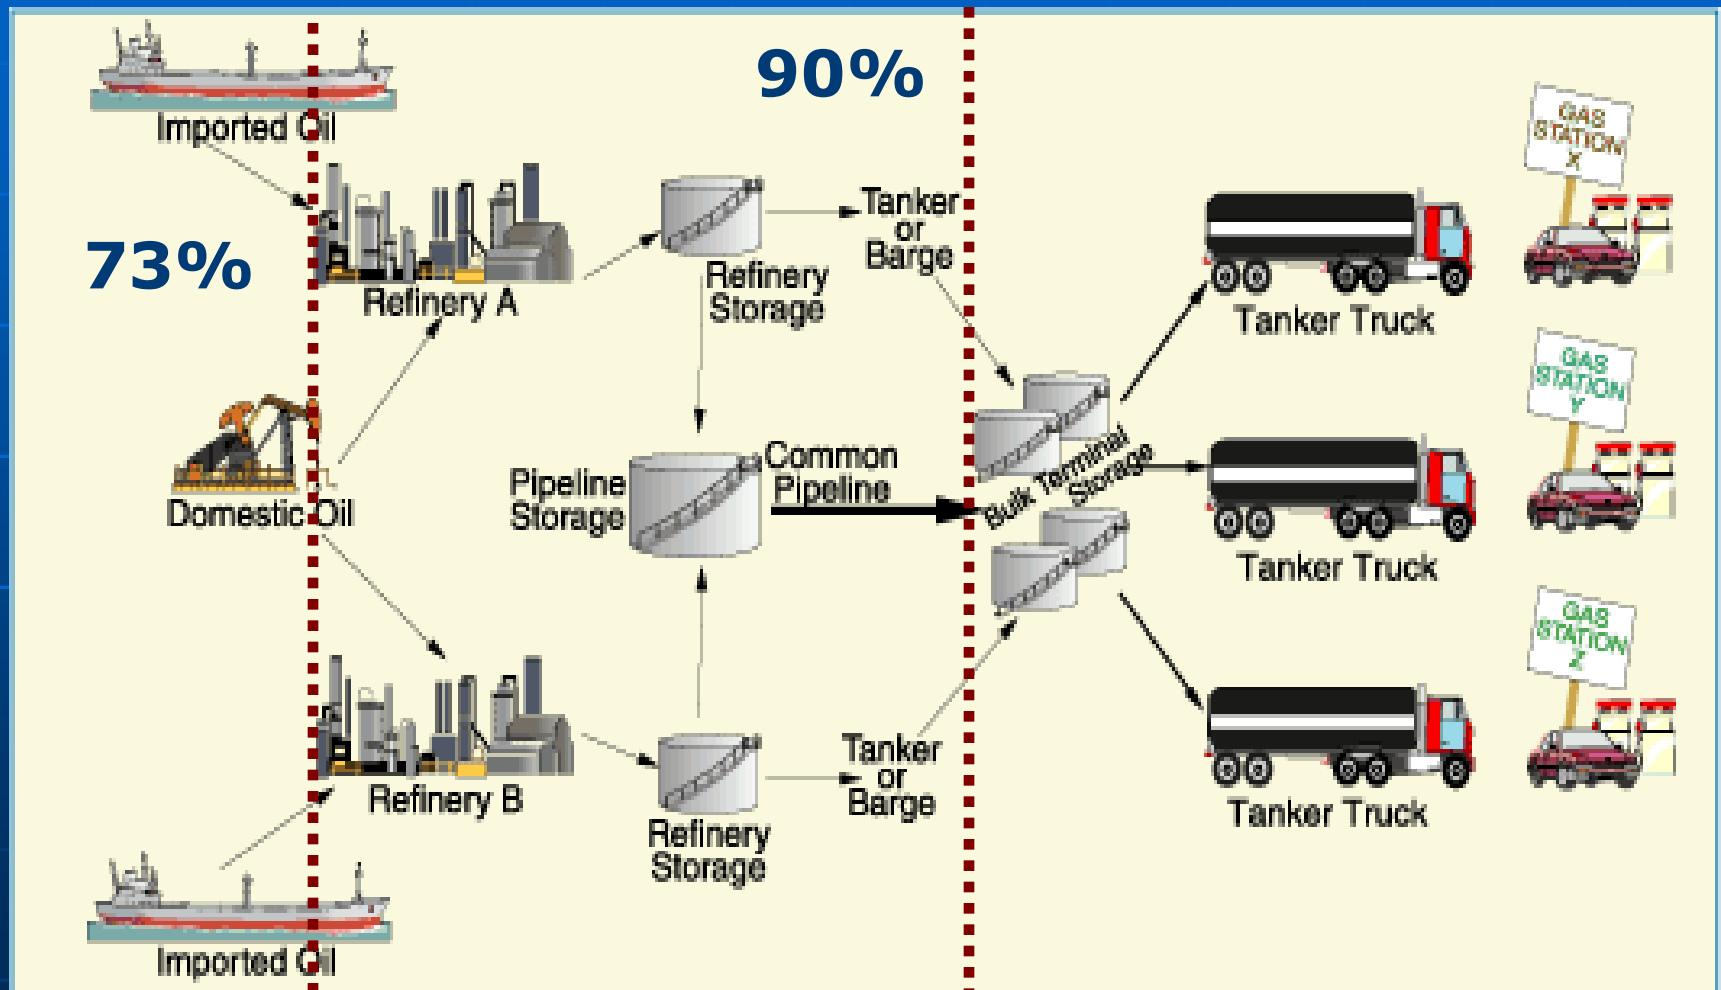 90%
Imported Oil
GAS
STATION
X
73%
Refinery A
Refinery
Storage
Tanker
or
Barge
Tanker Truck
GAS
STATION
Y
Domestic Oil
Pipeline
Storage
Common
Pipeline
Bulk Terminal
Storage
Tanker Truck
GAS
STATION
Z
Refinery B
Refinery
Storage
Tanker
or
Barge
Tanker Truck
Imported Oil